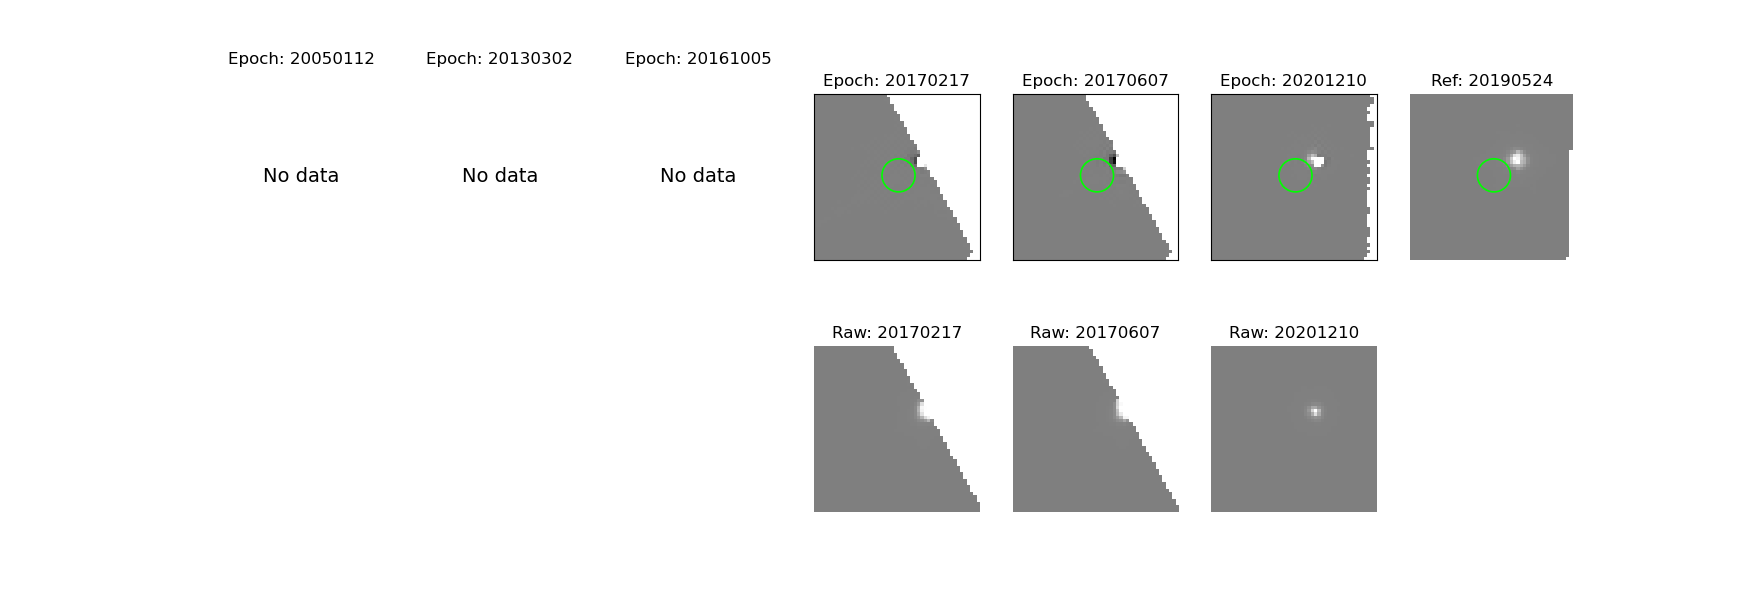 Epoch: 20050112
Epoch: 20130302
Epoch: 20161005
Epoch: 20170217
Epoch: 20170607
Epoch: 20201210
Ref: 20190524
No data
No data
No data
Raw: 20170217
Raw: 20170607
Raw: 20201210